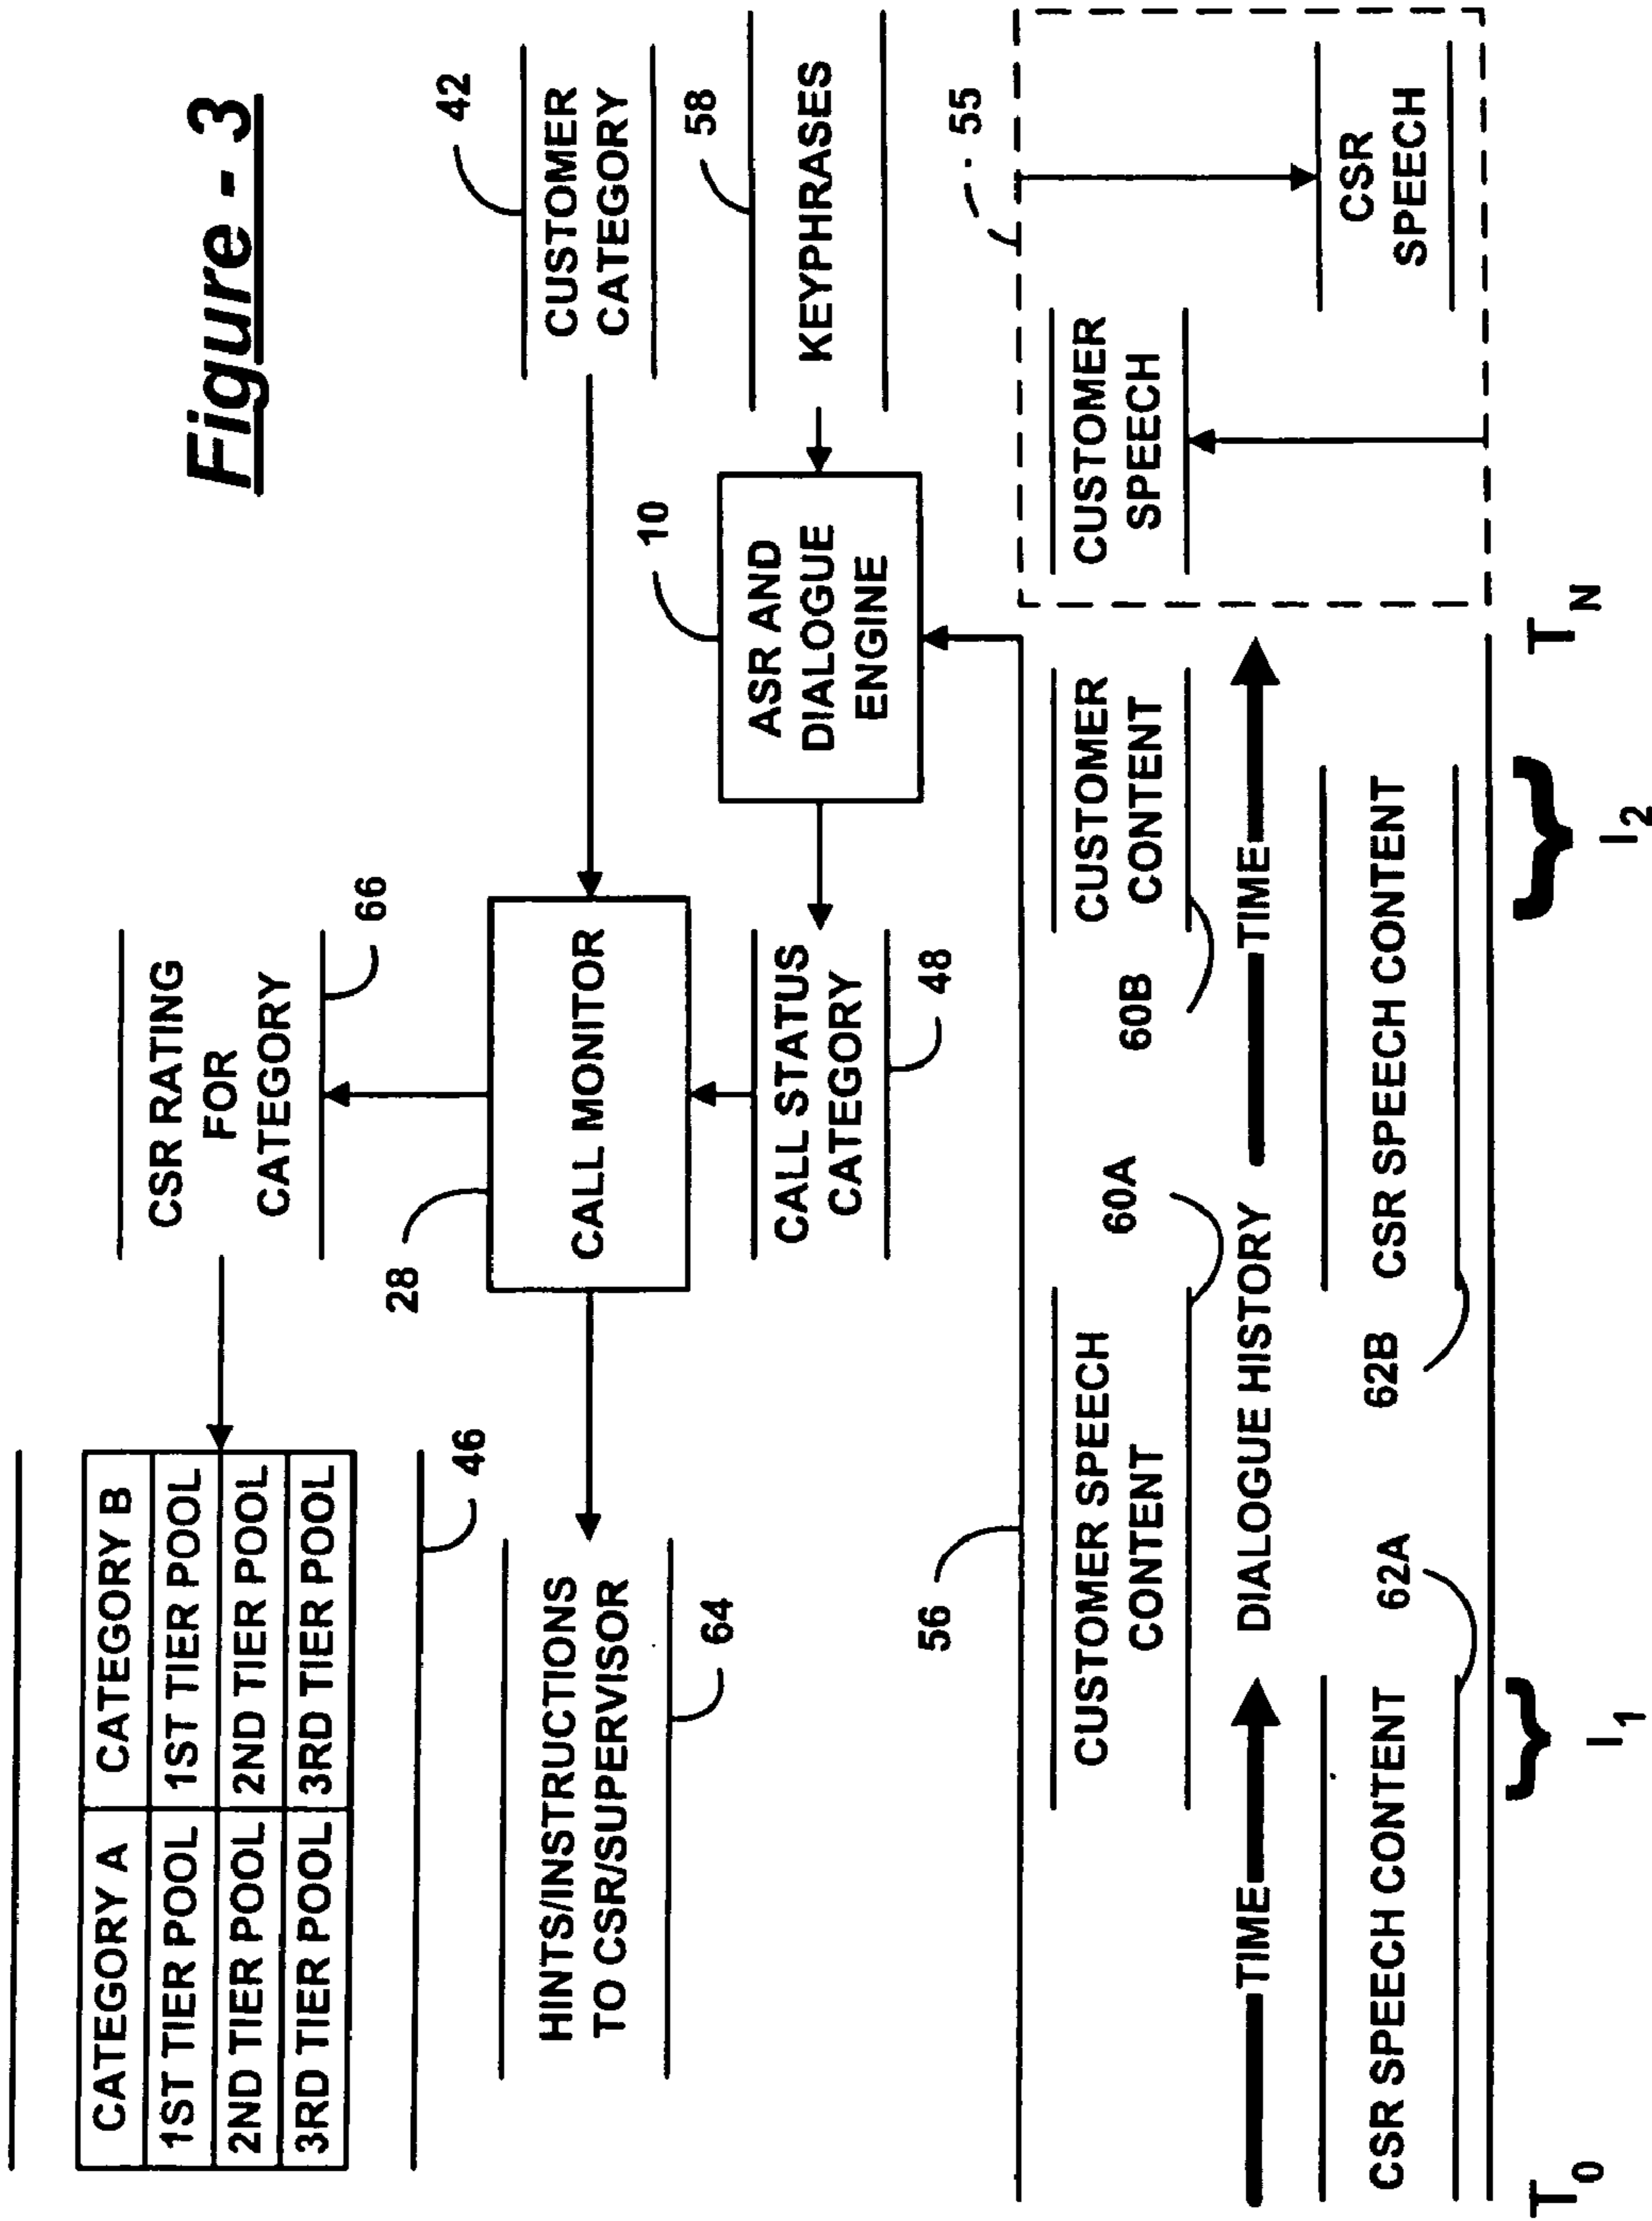 Figure - 3
CATEGORY A
CATEGORY B
1ST TIER POOL
1ST TIER POOL
2ND TIER POOL
2ND TIER POOL
3RD TIER POOL
3RD TIER POOL
46
CSR RATING
FOR
CATEGORY
66
42
CUSTOMER
CATEGORY
HINTS/INSTRUCTIONS
TO CSR/SUPERVISOR
64
28
CALL MONITOR
58
KEYPHRASES
10
ASR AND
DIALOGUE
ENGINE
CALL STATUS
CATEGORY
48
56
55
CUSTOMER SPEECH
CONTENT
60A
60B
CUSTOMER
CONTENT
CUSTOMER
SPEECH
TIME
DIALOGUE HISTORY
TIME
CSR SPEECH CONTENT
62A
62B
CSR SPEECH CONTENT
CSR
SPEECH
T0
I1
I2
TN